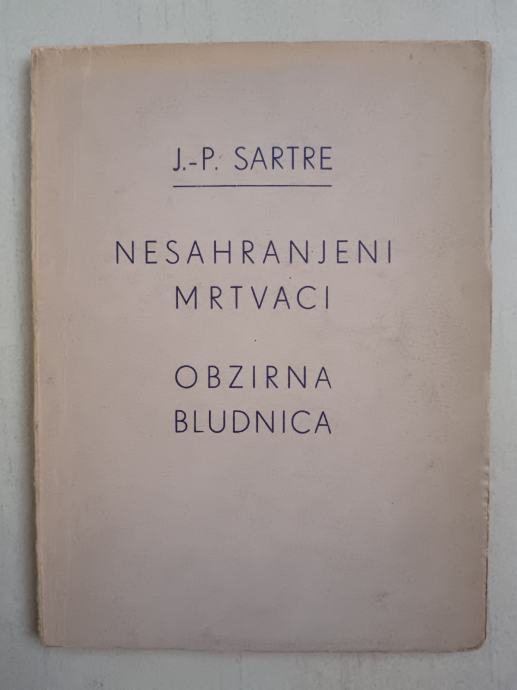 J.-P. SARTRE
NESAHRANJENI
MRTVACI
OBZIRNA
BLUDNICA